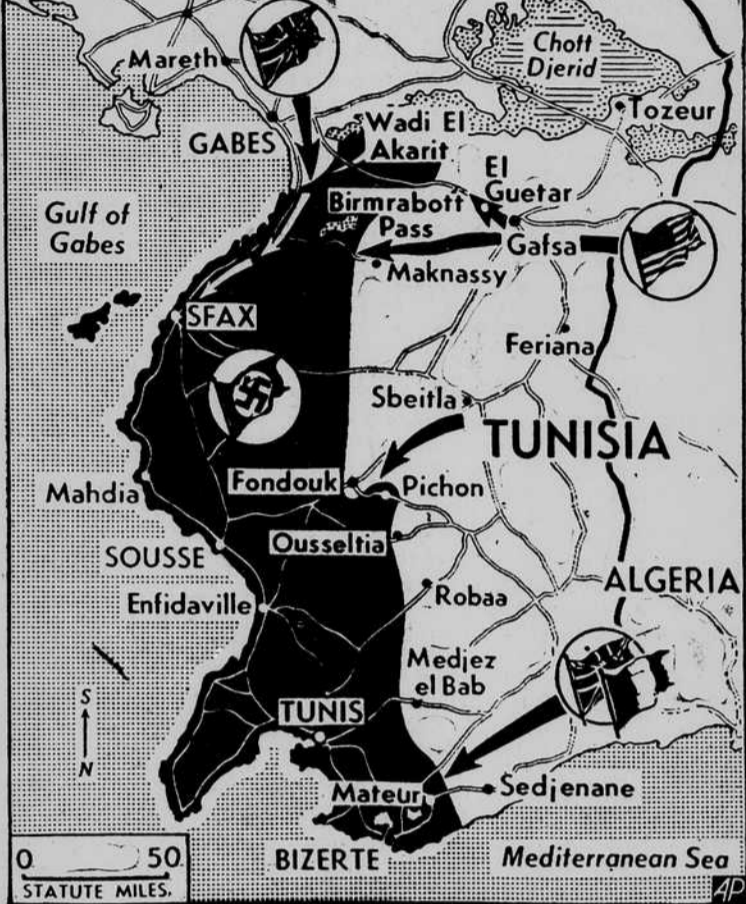 Chott
Djerid
Mareth
Tozeur
GABES
Wadi El
Akarit
El
Guetar
Birmrabott
Pass
Gulf of
Gabes
Gafsa
Maknassy
SFAX
Feriana
Sbeitla
TUNISIA
Fondouk
Pichon
Mahdia
Ousseltia
SOUSSE
ALGERIA
Robaa
Enfidaville
Medjez
el Bab
S
N
TUNIS
Mateur
Sedjenane
0 50
STATUTE MILES.
BIZERTE
Mediterranean Sea
AP